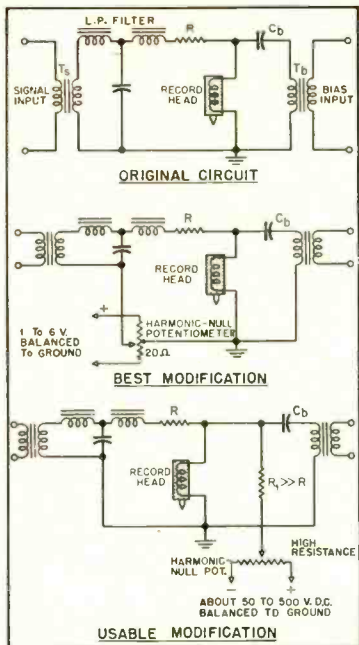 L.P. FILTER
R
Cb
Ts
Tb
SIGNAL
INPUT
RECORD
HEAD
BIAS
INPUT
ORIGINAL CIRCUIT
R
Cb
RECORD
HEAD
1 TO 6 V.
BALANCED
TO GROUND
+
HARMONIC-NULL
POTENTIOMETER
20Ω
-
BEST MODIFICATION
R
Cb
RECORD
HEAD
R1 >> R
HIGH
RESISTANCE
HARMONIC-
NULL POT.
- +
ABOUT 50 TO 500 V. D.C.
BALANCED TO GROUND
USABLE MODIFICATION